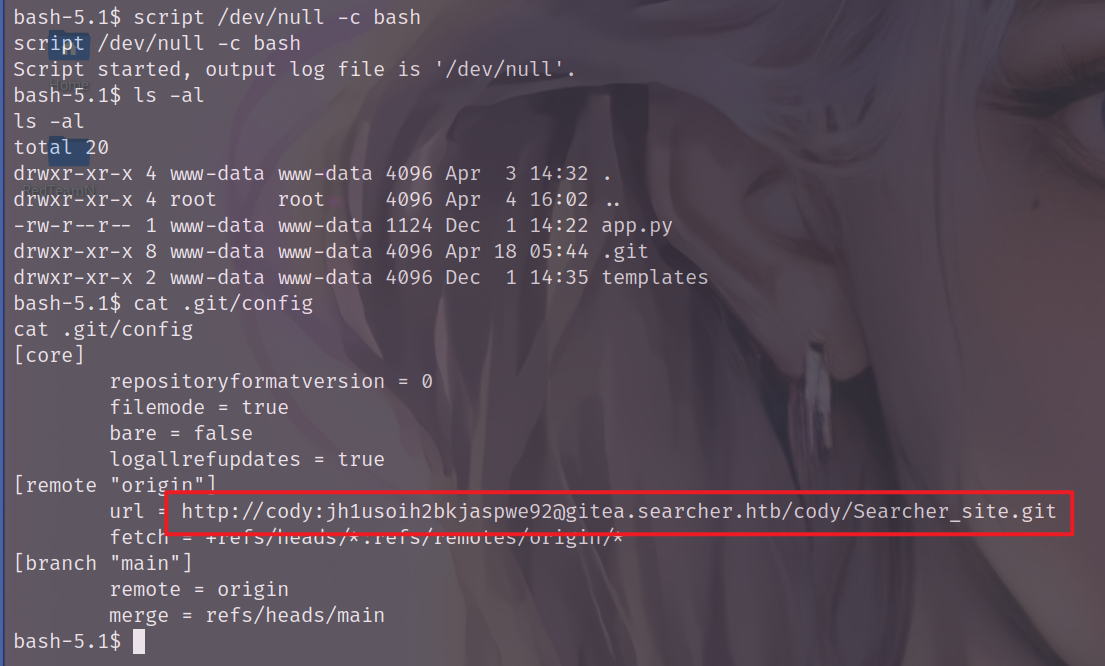 bash-5.1$ script /dev/null -c bash
script /dev/null -c bash
Script started, output log file is '/dev/null'.
bash-5.1$ ls -al
ls -al
total 20
drwxr-xr-x 4 www-data www-data 4096 Apr  3 14:32 .
drwxr-xr-x 4 root     root     4096 Apr  4 16:02 ..
-rw-r--r-- 1 www-data www-data 1124 Dec  1 14:22 app.py
drwxr-xr-x 8 www-data www-data 4096 Apr 18 05:44 .git
drwxr-xr-x 2 www-data www-data 4096 Dec  1 14:35 templates
bash-5.1$ cat .git/config
cat .git/config
[core]
        repositoryformatversion = 0
        filemode = true
        bare = false
        logallrefupdates = true
[remote "origin"]
        url = http://cody:jh1usoih2bkjaspwe92@gitea.searcher.htb/cody/Searcher_site.git
        fetch = +refs/heads/*:refs/remotes/origin/*
[branch "main"]
        remote = origin
        merge = refs/heads/main
bash-5.1$